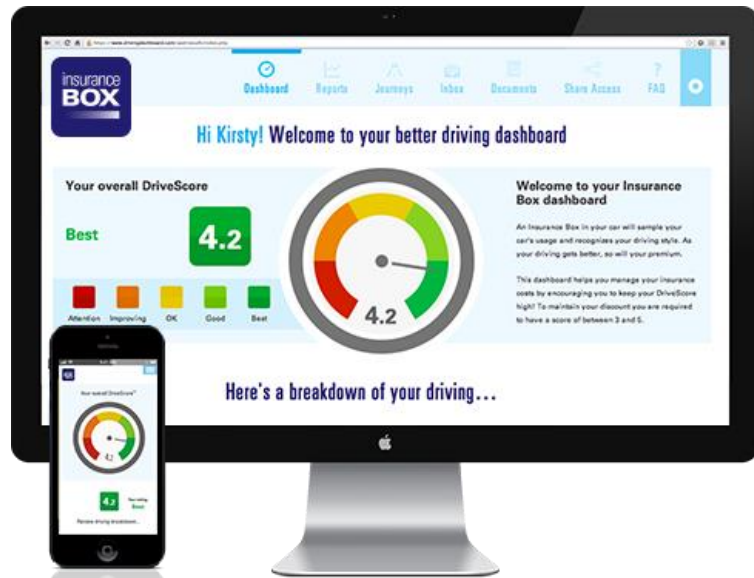 insurance
BOX
Dashboard
Reports
Journeys
Inbox
Documents
Share Access
FAQ
Hi Kirsty! Welcome to your better driving dashboard
Your overall DriveScore
Best
4.2
Attention
Improving
OK
Good
Best
4.2
Welcome to your Insurance
Box dashboard
An Insurance Box in your car will sample your
car's usage and recognizes your driving style. As
your driving gets better, so will your premium.
This dashboard helps you manage your insurance
costs by encouraging you to keep your DriveScore
high! To maintain your discount you are required
to have a score of between 3 and 5.
Here's a breakdown of your driving...
Your overall DriveScore
4.2
4.2
Your rating
Best